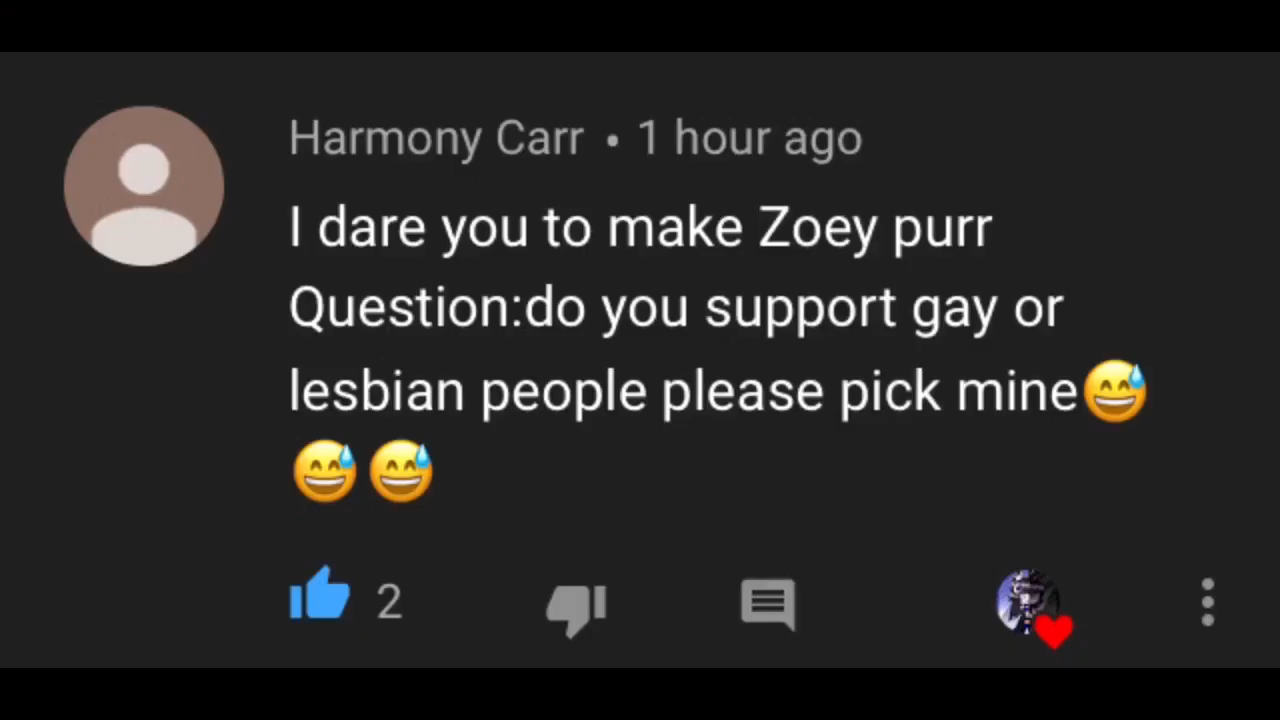 Harmony Carr • 1 hour ago
I dare you to make Zoey purr
Question:do you support gay or
lesbian people please pick mine😅
😅😅
2